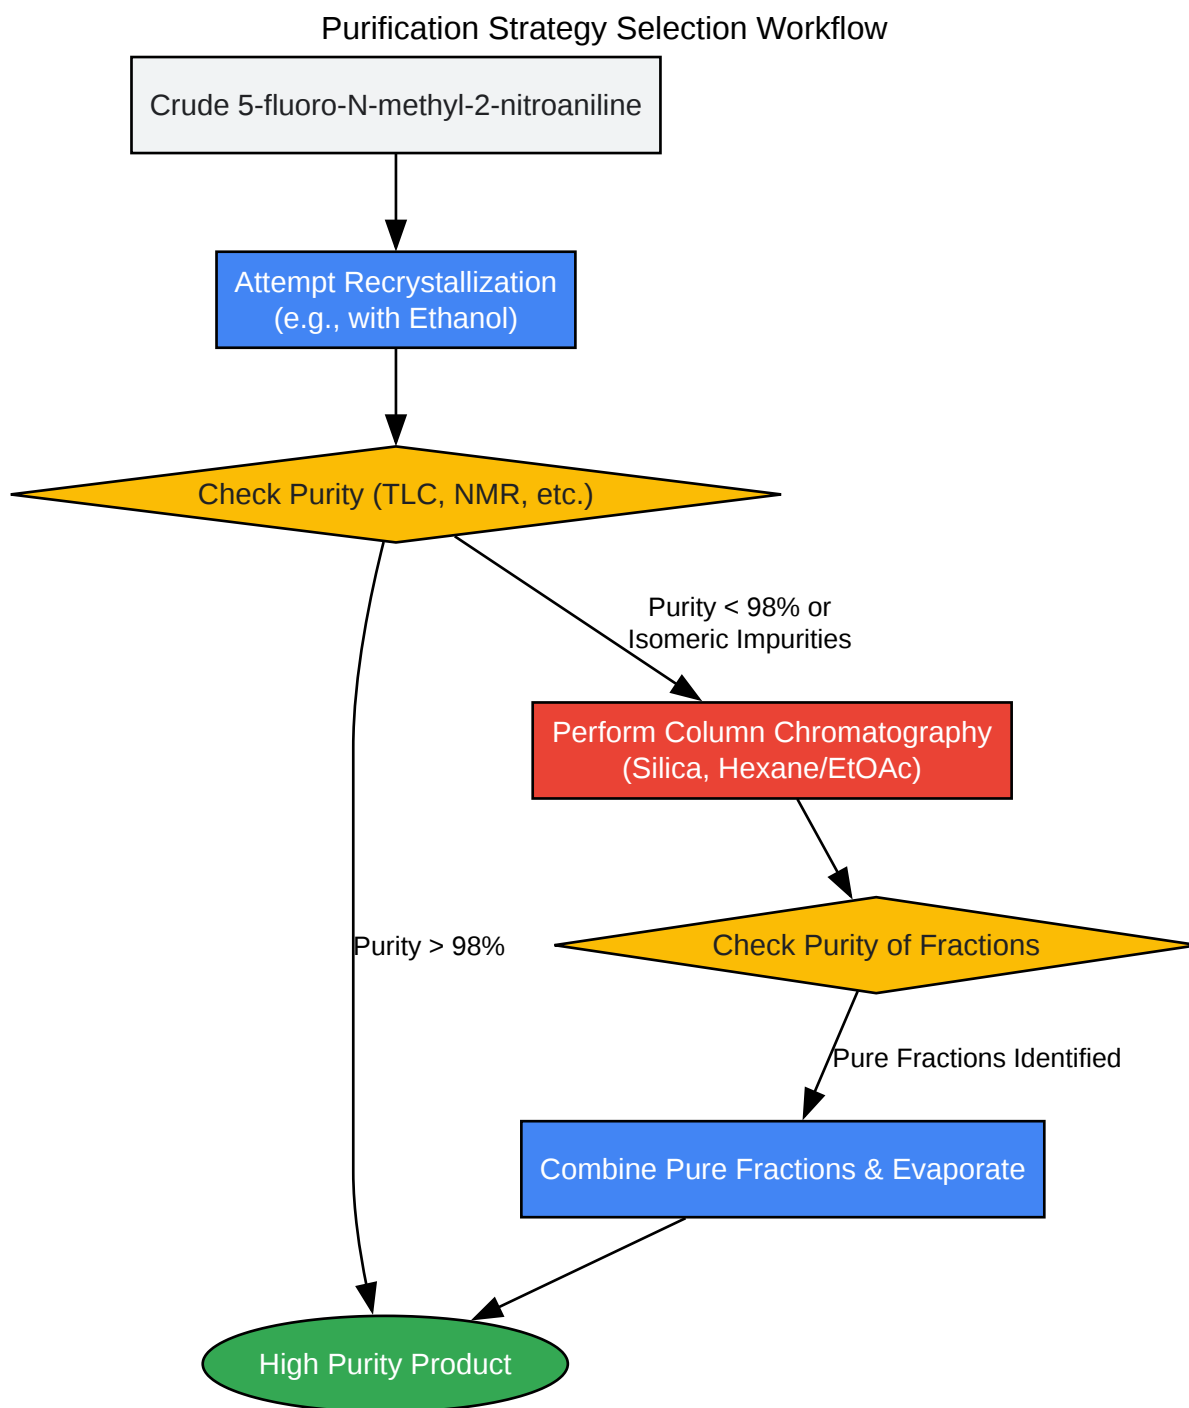 Purification Strategy Selection Workflow
Crude 5-fluoro-N-methyl-2-nitroaniline
Attempt Recrystallization
(e.g., with Ethanol)
Check Purity (TLC, NMR, etc.)
Purity < 98% or
Isomeric Impurities
Perform Column Chromatography
(Silica, Hexane/EtOAc)
Purity > 98%
Check Purity of Fractions
Pure Fractions Identified
Combine Pure Fractions & Evaporate
High Purity Product